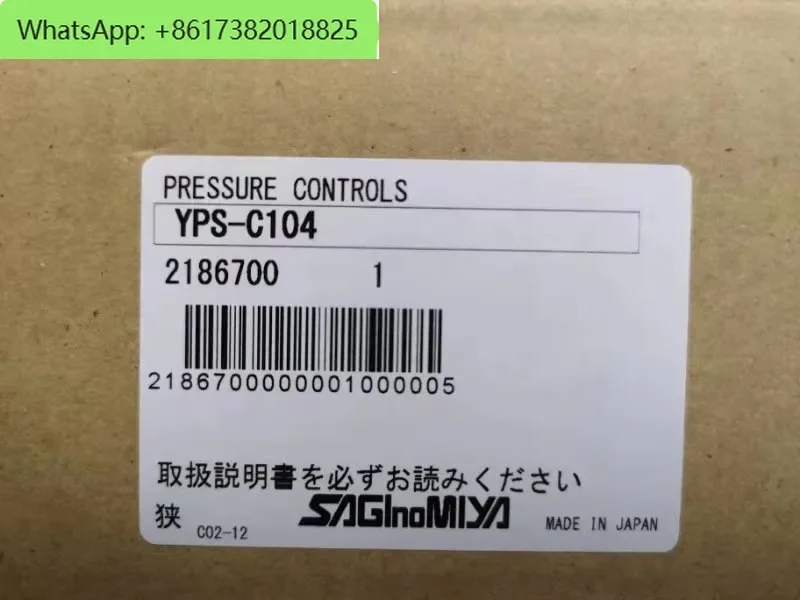 WhatsApp: +8617382018825
PRESSURE CONTROLS
YPS-C104
2186700 1
2186700000001000005
取扱説明書を必ずお読みください
狭 C02-12 SAGInoMIYA MADE IN JAPAN